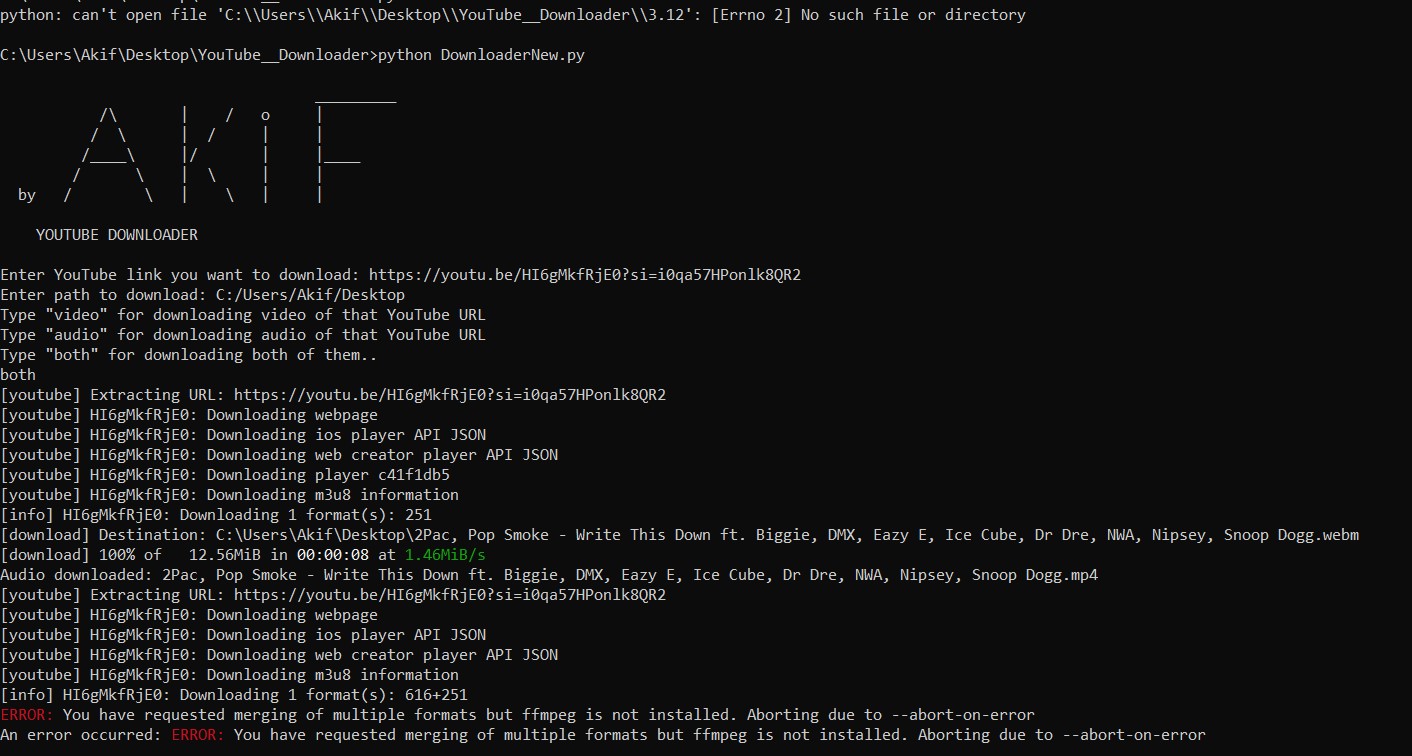 python: can't open file 'C:\\Users\\Akif\\Desktop\\YouTube__Downloader\\3.12': [Errno 2] No such file or directory
C:\Users\Akif\Desktop\YouTube__Downloader>python DownloaderNew.py
                                   _________
           /\       |    /   o     |
          /  \      |  /     |     |
         /____\     |/       |     |____
        /      \    |  \     |     |
  by   /        \   |    \   |     |
    YOUTUBE DOWNLOADER
Enter YouTube link you want to download: https://youtu.be/HI6gMkfRjE0?si=i0qa57HPonlk8QR2
Enter path to download: C:/Users/Akif/Desktop
Type "video" for downloading video of that YouTube URL
Type "audio" for downloading audio of that YouTube URL
Type "both" for downloading both of them..
both
[youtube] Extracting URL: https://youtu.be/HI6gMkfRjE0?si=i0qa57HPonlk8QR2
[youtube] HI6gMkfRjE0: Downloading webpage
[youtube] HI6gMkfRjE0: Downloading ios player API JSON
[youtube] HI6gMkfRjE0: Downloading web creator player API JSON
[youtube] HI6gMkfRjE0: Downloading player c41f1db5
[youtube] HI6gMkfRjE0: Downloading m3u8 information
[info] HI6gMkfRjE0: Downloading 1 format(s): 251
[download] Destination: C:\Users\Akif\Desktop\2Pac, Pop Smoke - Write This Down ft. Biggie, DMX, Eazy E, Ice Cube, Dr Dre, NWA, Nipsey, Snoop Dogg.webm
[download] 100% of   12.56MiB in 00:00:08 at 1.46MiB/s
Audio downloaded: 2Pac, Pop Smoke - Write This Down ft. Biggie, DMX, Eazy E, Ice Cube, Dr Dre, NWA, Nipsey, Snoop Dogg.mp4
[youtube] Extracting URL: https://youtu.be/HI6gMkfRjE0?si=i0qa57HPonlk8QR2
[youtube] HI6gMkfRjE0: Downloading webpage
[youtube] HI6gMkfRjE0: Downloading ios player API JSON
[youtube] HI6gMkfRjE0: Downloading web creator player API JSON
[youtube] HI6gMkfRjE0: Downloading m3u8 information
[info] HI6gMkfRjE0: Downloading 1 format(s): 616+251
ERROR: You have requested merging of multiple formats but ffmpeg is not installed. Aborting due to --abort-on-error
An error occurred: ERROR: You have requested merging of multiple formats but ffmpeg is not installed. Aborting due to --abort-on-error